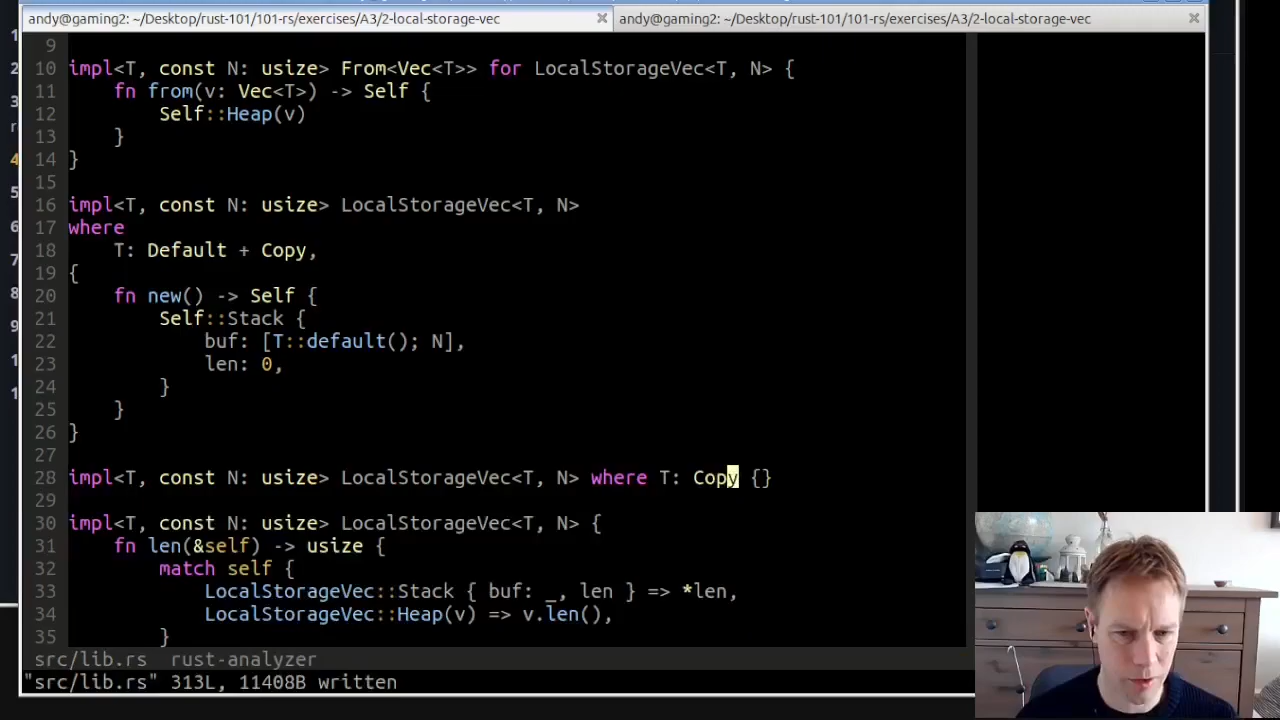 andy@gaming2: ~/Desktop/rust-101/101-rs/exercises/A3/2-local-storage-vec
andy@gaming2: ~/Desktop/rust-101/101-rs/exercises/A3/2-local-storage-vec
9
10 impl<T, const N: usize> From<Vec<T>> for LocalStorageVec<T, N> {
11     fn from(v: Vec<T>) -> Self {
12         Self::Heap(v)
13     }
14 }
15
16 impl<T, const N: usize> LocalStorageVec<T, N>
17 where
18     T: Default + Copy,
19 {
20     fn new() -> Self {
21         Self::Stack {
22             buf: [T::default(); N],
23             len: 0,
24         }
25     }
26 }
27
28 impl<T, const N: usize> LocalStorageVec<T, N> where T: Copy {}
29
30 impl<T, const N: usize> LocalStorageVec<T, N> {
31     fn len(&self) -> usize {
32         match self {
33             LocalStorageVec::Stack { buf: _, len } => *len,
34             LocalStorageVec::Heap(v) => v.len(),
35         }
src/lib.rs  rust-analyzer
"src/lib.rs" 313L, 11408B written